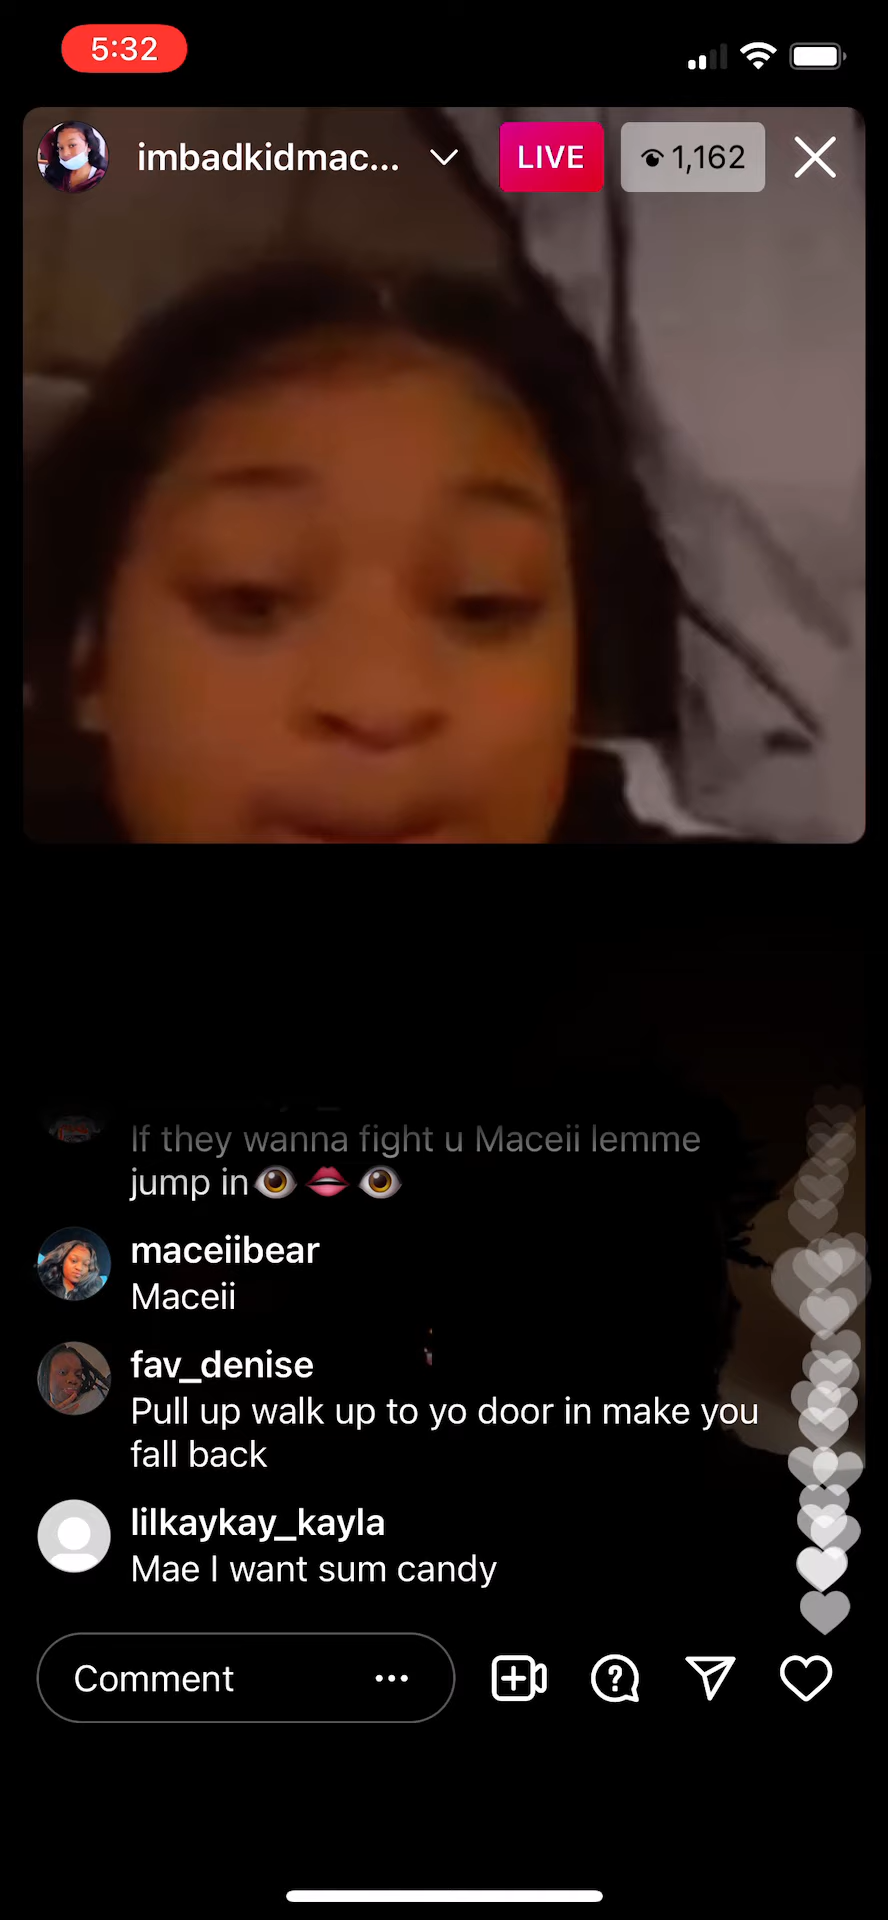 5:32
imbadkidmac...
LIVE
1,162
If they wanna fight u Maceii lemme
jump in👁️👄👁️
maceiibear
Maceii
fav_denise
Pull up walk up to yo door in make you
fall back
lilkaykay_kayla
Mae I want sum candy
Comment ...